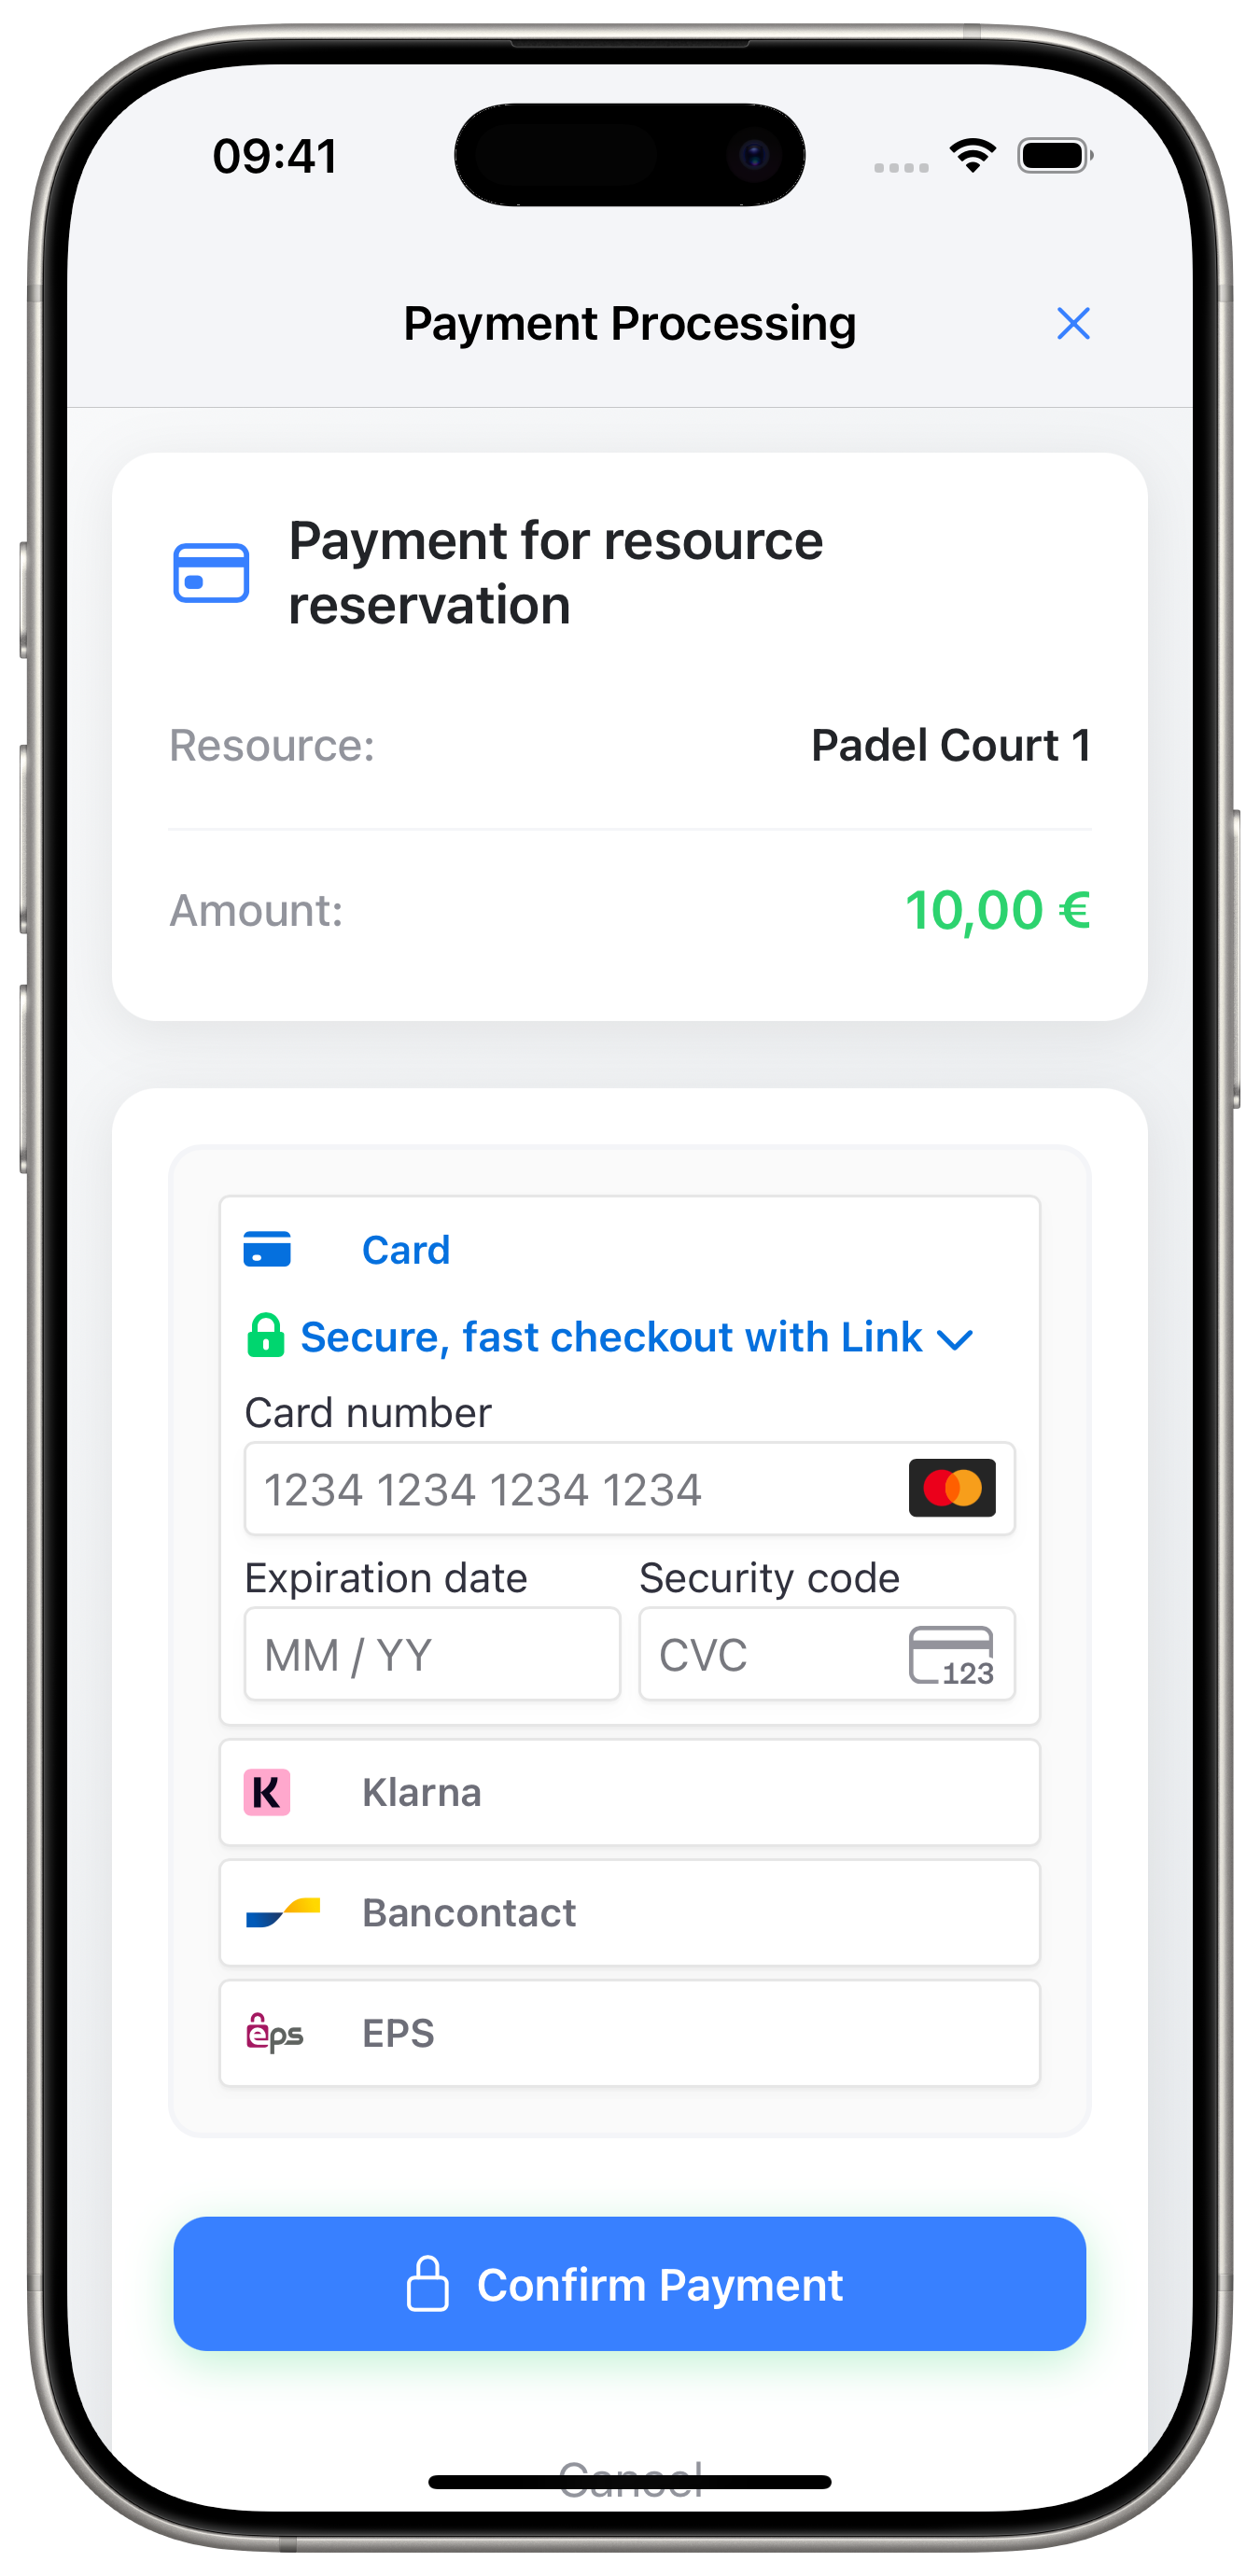 09:41
Payment Processing
Payment for resource
reservation
Resource: Padel Court 1
Amount: 10,00 €
Card
Secure, fast checkout with Link
Card number
1234 1234 1234 1234
Expiration date Security code
MM / YY CVC 123
K Klarna
Bancontact
eps EPS
Confirm Payment
Cancel